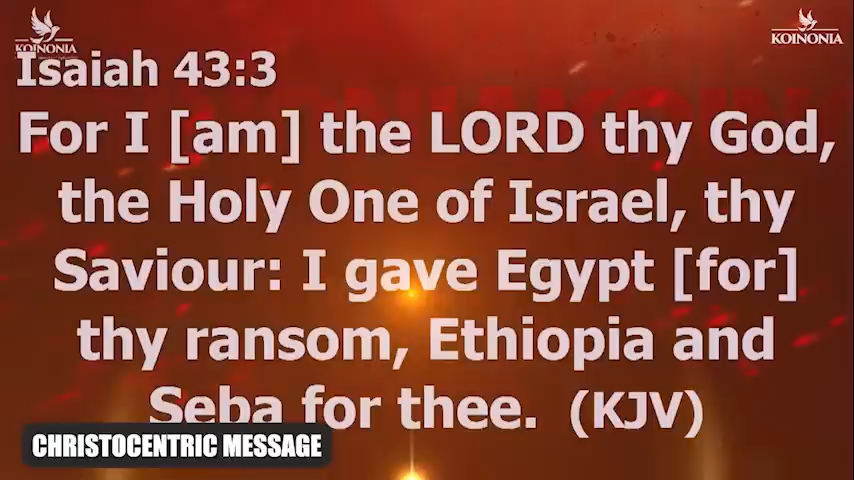 KOINONIA
KOINONIA
Isaiah 43:3
For I [am] the LORD thy God,
the Holy One of Israel, thy
Saviour: I gave Egypt [for]
thy ransom, Ethiopia and
Seba for thee. (KJV)
CHRISTOCENTRIC MESSAGE